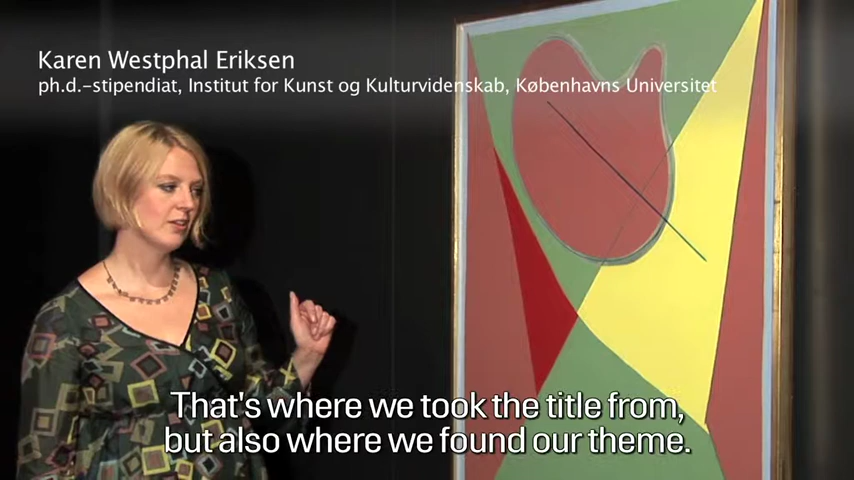 Karen Westphal Eriksen
ph.d.-stipendiat, Institut for Kunst og Kulturvidenskab, Københavns Universitet
That's where we took the title from,
but also where we found our theme.